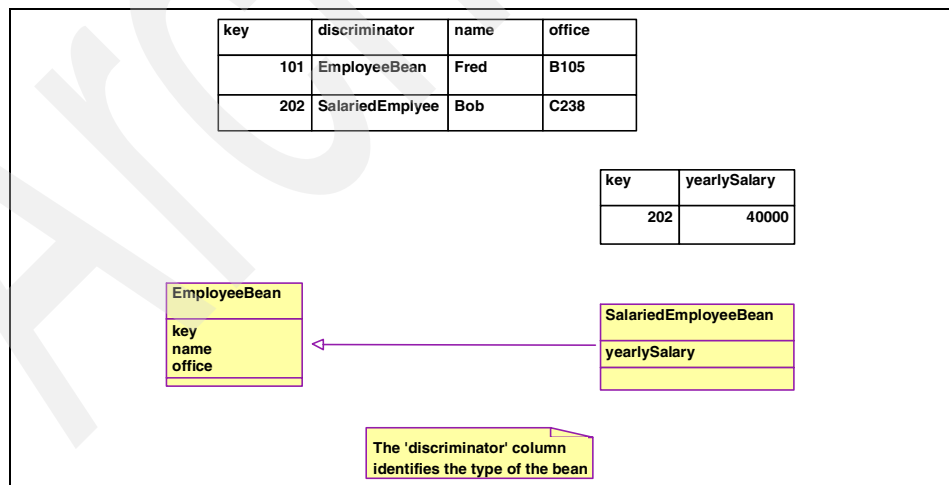 key discriminator name office
101 EmployeeBean Fred B105
202 SalariedEmplyee Bob C238
key yearlySalary
202 40000
EmployeeBean
key
name
office
SalariedEmployeeBean
yearlySalary
The 'discriminator' column
identifies the type of the bean